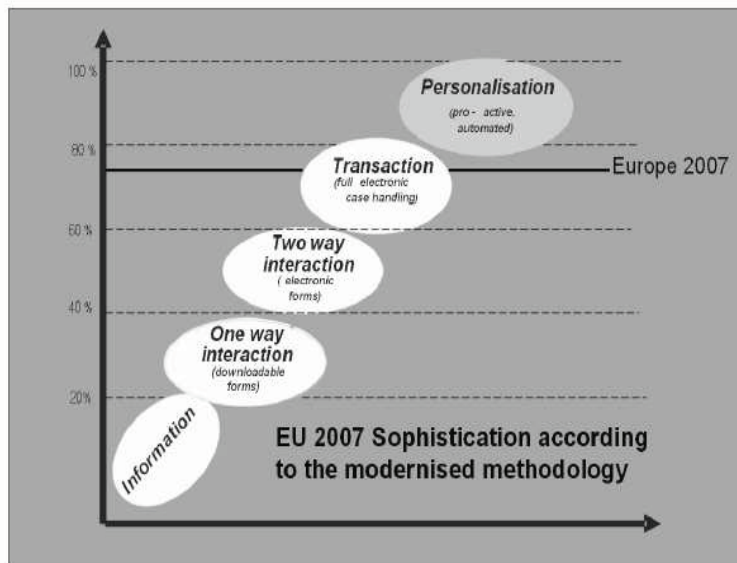 100 %
Personalisation
(pro - active,
automated)
80 %
Transaction
(full electronic
case handling)
Europe 2007
60 %
Two way
interaction
( electronic
forms)
40 %
One way
interaction
(downloadable
forms)
20%
Information
EU 2007 Sophistication according
to the modernised methodology